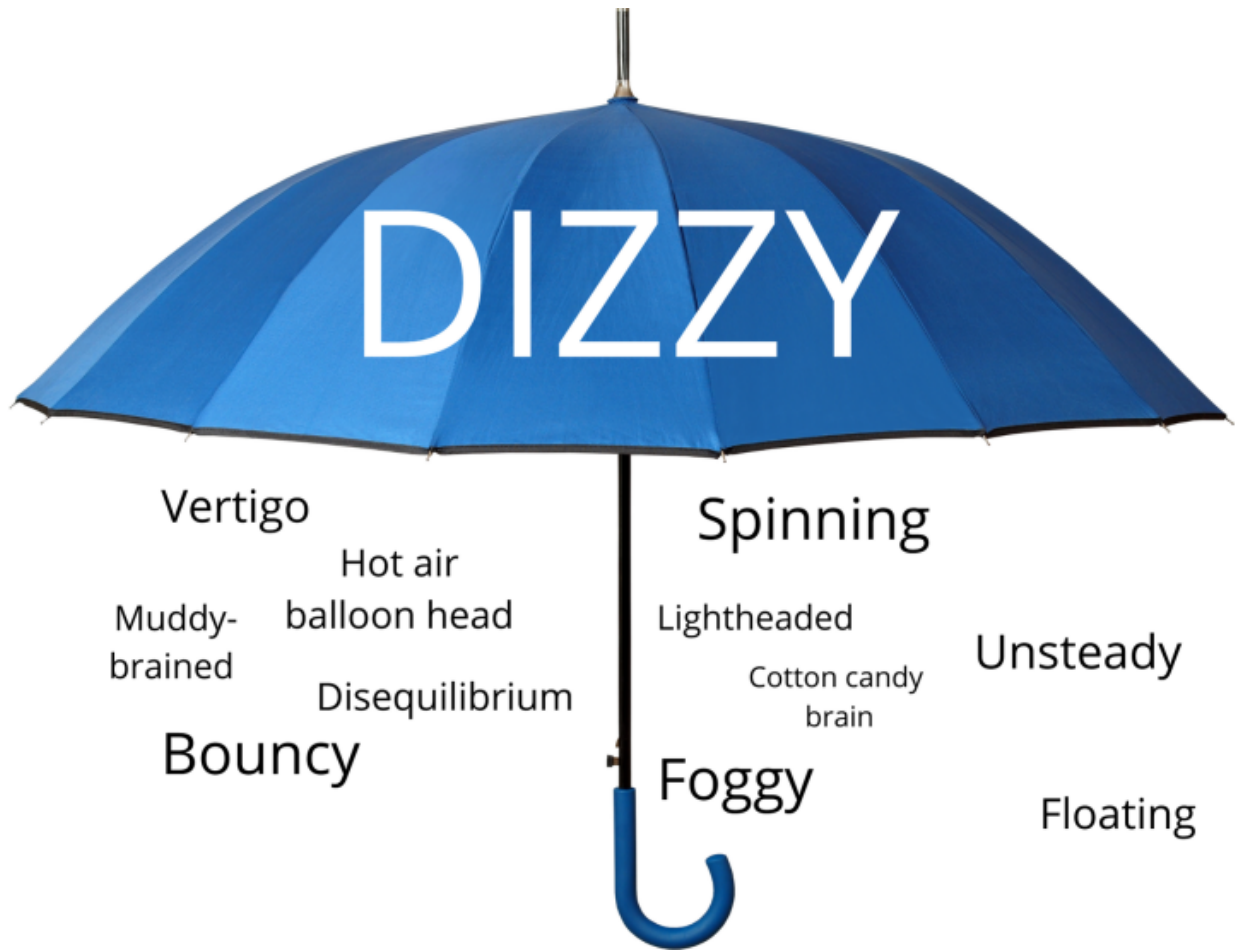 DIZZY
Vertigo
Hot air
balloon head
Muddy-
brained
Disequilibrium
Bouncy
Spinning
Lightheaded
Cotton candy
brain
Unsteady
Foggy
Floating